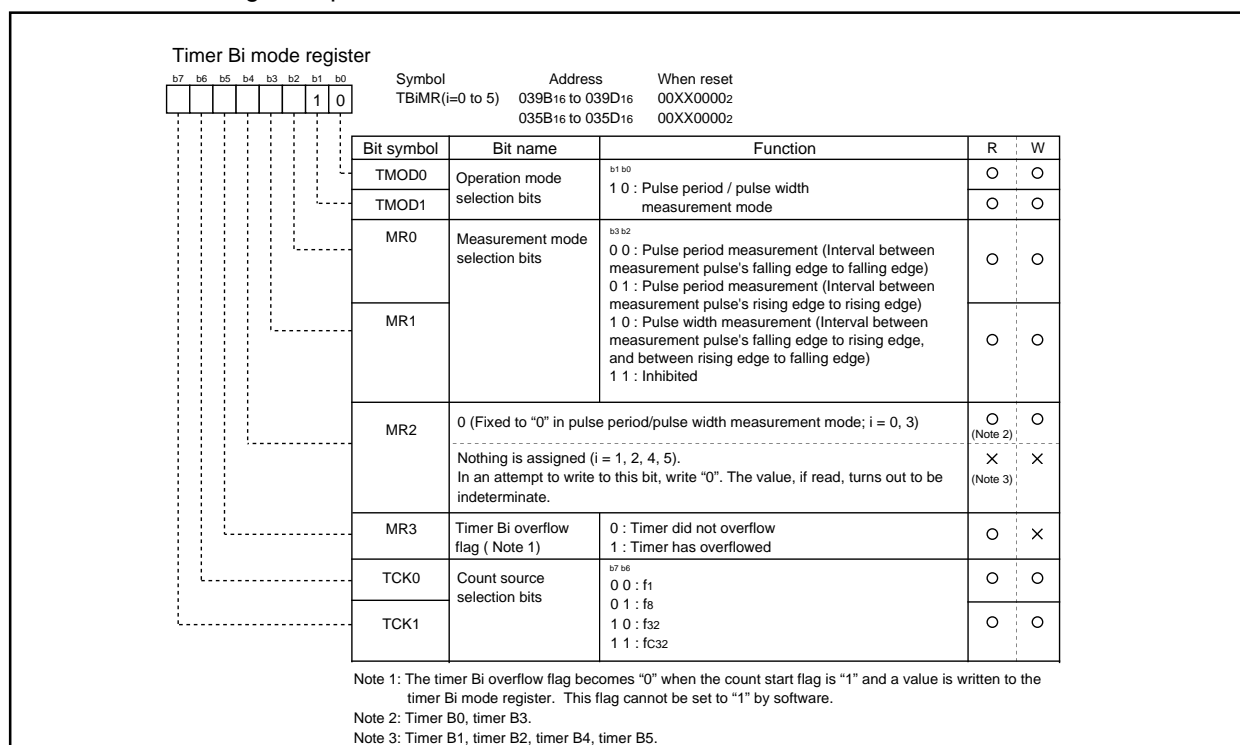 Timer Bi mode register
b7 b6 b5 b4 b3 b2 b1 b0
1 0
Symbol Address When reset
TBiMR(i=0 to 5) 039B16 to 039D16 00XX00002
035B16 to 035D16 00XX00002
Bit symbol Bit name Function R W
TMOD0 Operation mode selection bits
TMOD1
b1 b0
1 0 : Pulse period / pulse width
measurement mode
MR0 Measurement mode
selection bits
MR1
b3 b2
0 0 : Pulse period measurement (Interval between
measurement pulse's falling edge to falling edge)
0 1 : Pulse period measurement (Interval between
measurement pulse's rising edge to rising edge)
1 0 : Pulse width measurement (Interval between
measurement pulse's falling edge to rising edge,
and between rising edge to falling edge)
1 1 : Inhibited
MR2
0 (Fixed to “0” in pulse period/pulse width measurement mode; i = 0, 3)
(Note 2)
Nothing is assigned (i = 1, 2, 4, 5).
In an attempt to write to this bit, write “0”. The value, if read, turns out to be
indeterminate.
(Note 3)
MR3 Timer Bi overflow
flag ( Note 1)
0 : Timer did not overflow
1 : Timer has overflowed
TCK0 Count source
selection bits
TCK1
b7 b6
0 0 : f1
0 1 : f8
1 0 : f32
1 1 : fC32
Note 1: The timer Bi overflow flag becomes “0” when the count start flag is “1” and a value is written to the
timer Bi mode register. This flag cannot be set to “1” by software.
Note 2: Timer B0, timer B3.
Note 3: Timer B1, timer B2, timer B4, timer B5.